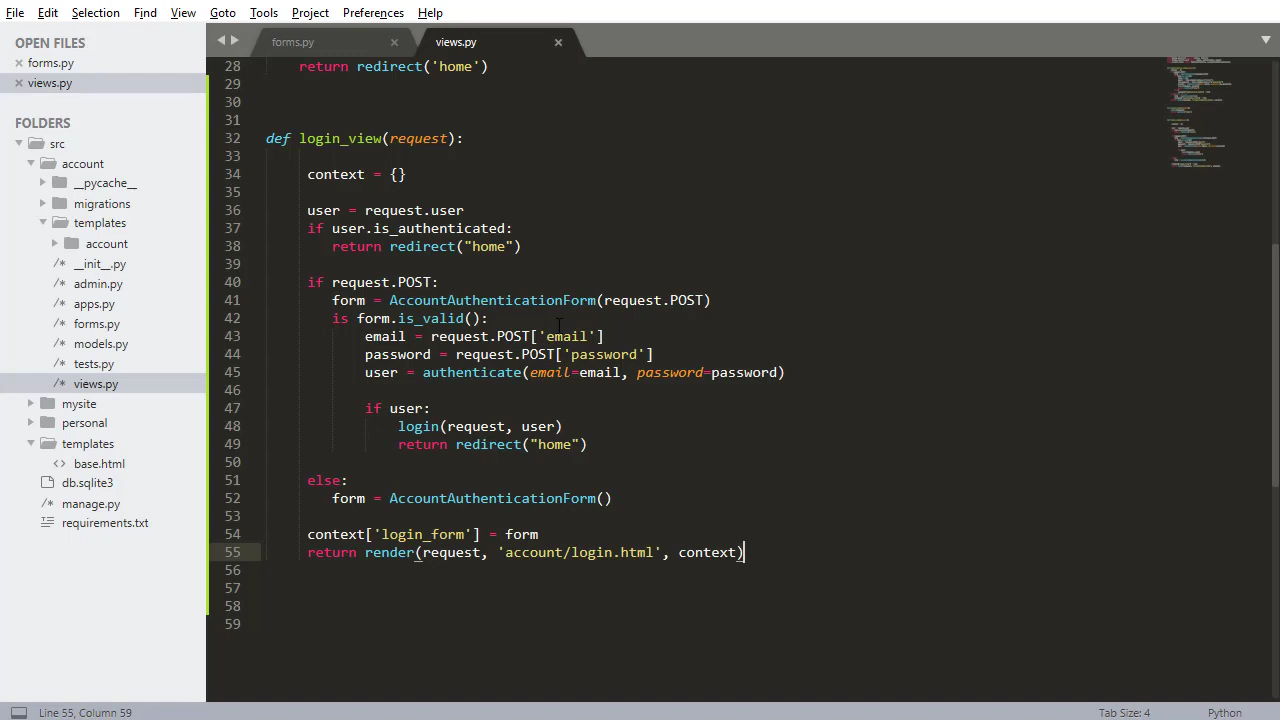 File Edit Selection Find View Goto Tools Project Preferences Help
OPEN FILES
forms.py
views.py
FOLDERS
src
account
__pycache__
migrations
templates
account
__init__.py
admin.py
apps.py
forms.py
models.py
tests.py
views.py
mysite
personal
templates
base.html
db.sqlite3
manage.py
requirements.txt
forms.py views.py
28 return redirect('home')
29
30
31
32 def login_view(request):
33
34 context = {}
35
36 user = request.user
37 if user.is_authenticated:
38 return redirect("home")
39
40 if request.POST:
41 form = AccountAuthenticationForm(request.POST)
42 is form.is_valid():
43 email = request.POST['email']
44 password = request.POST['password']
45 user = authenticate(email=email, password=password)
46
47 if user:
48 login(request, user)
49 return redirect("home")
50
51 else:
52 form = AccountAuthenticationForm()
53
54 context['login_form'] = form
55 return render(request, 'account/login.html', context)
56
57
58
59
Line 55, Column 59 Tab Size: 4 Python